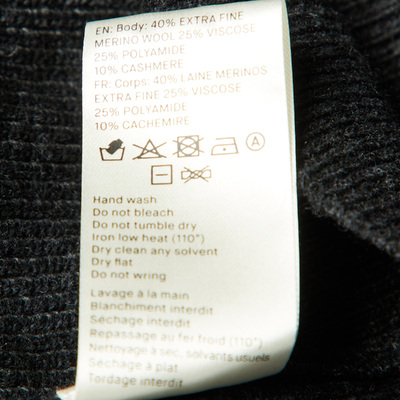 EN: Body: 40% EXTRA FINE
MERINO WOOL 25% VISCOSE
25% POLYAMIDE
10% CASHMERE
FR: Corps: 40% LAINE MERINOS
EXTRA FINE 25% VISCOSE
25% POLYAMIDE
10% CACHEMIRE
A
Hand wash
Do not bleach
Do not tumble dry
Iron low heat (110°)
Dry clean any solvent
Dry flat
Do not wring
Lavage à la main
Blanchiment interdit
Séchage interdit
Repassage au fer froid (110°)
Nettoyage à sec, solvants usuels
Séchage à plat
Tordage interdit